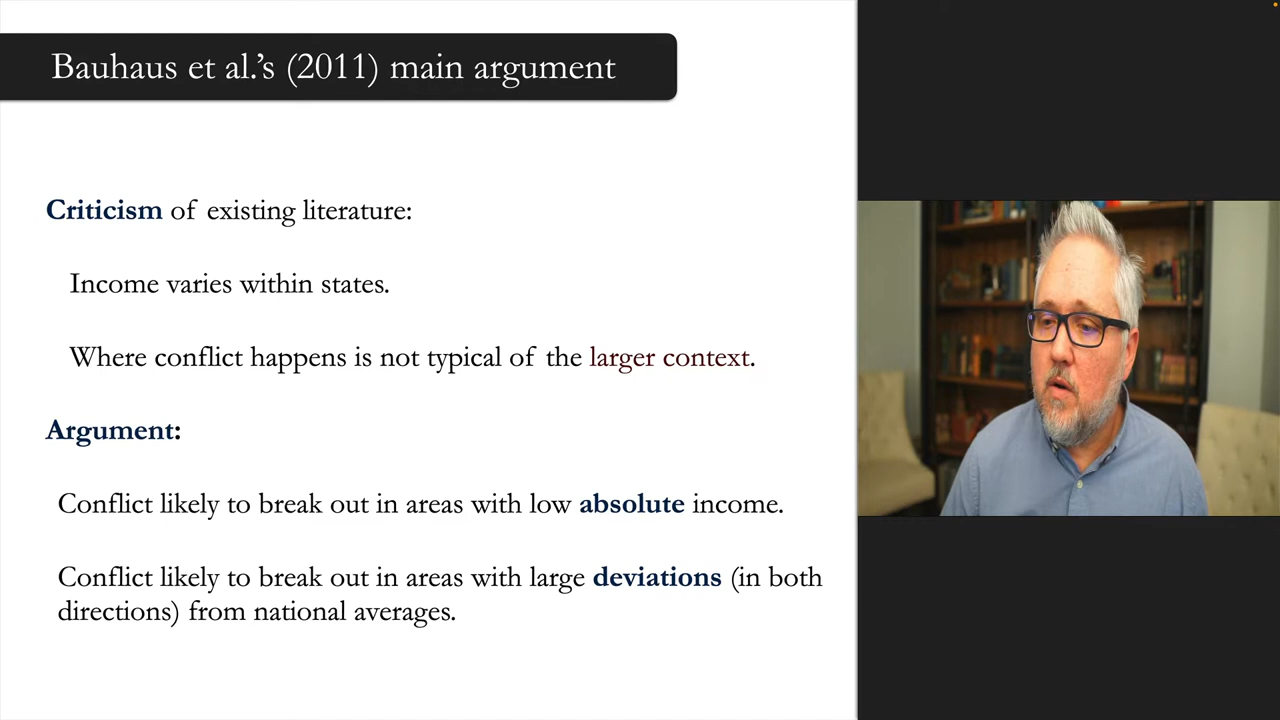 Bauhaus et al.’s (2011) main argument
Criticism of existing literature:
Income varies within states.
Where conflict happens is not typical of the larger context.
Argument:
Conflict likely to break out in areas with low absolute income.
Conflict likely to break out in areas with large deviations (in both
directions) from national averages.